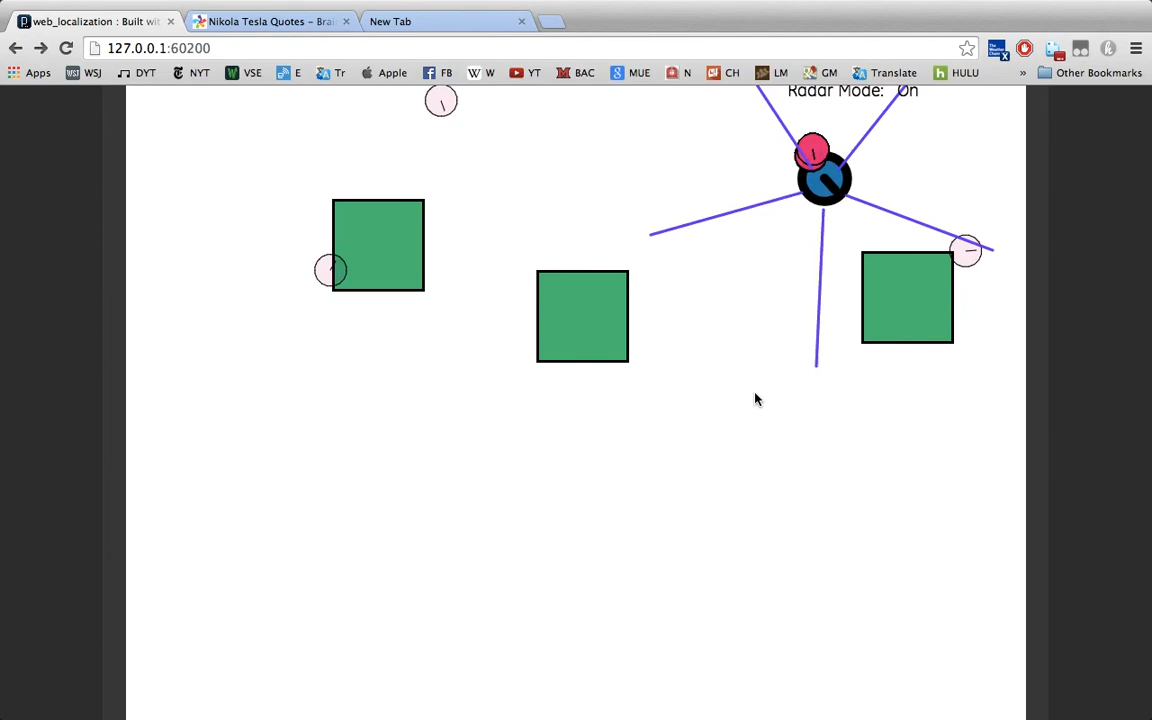 web_localization : Built wit
Nikola Tesla Quotes - Brai
New Tab
127.0.0.1:60200
Apps WSJ DYT NYT VSE E Tr Apple FB W YT BAC MUE N CH LM GM Translate HULU » Other Bookmarks
Radar Mode: On